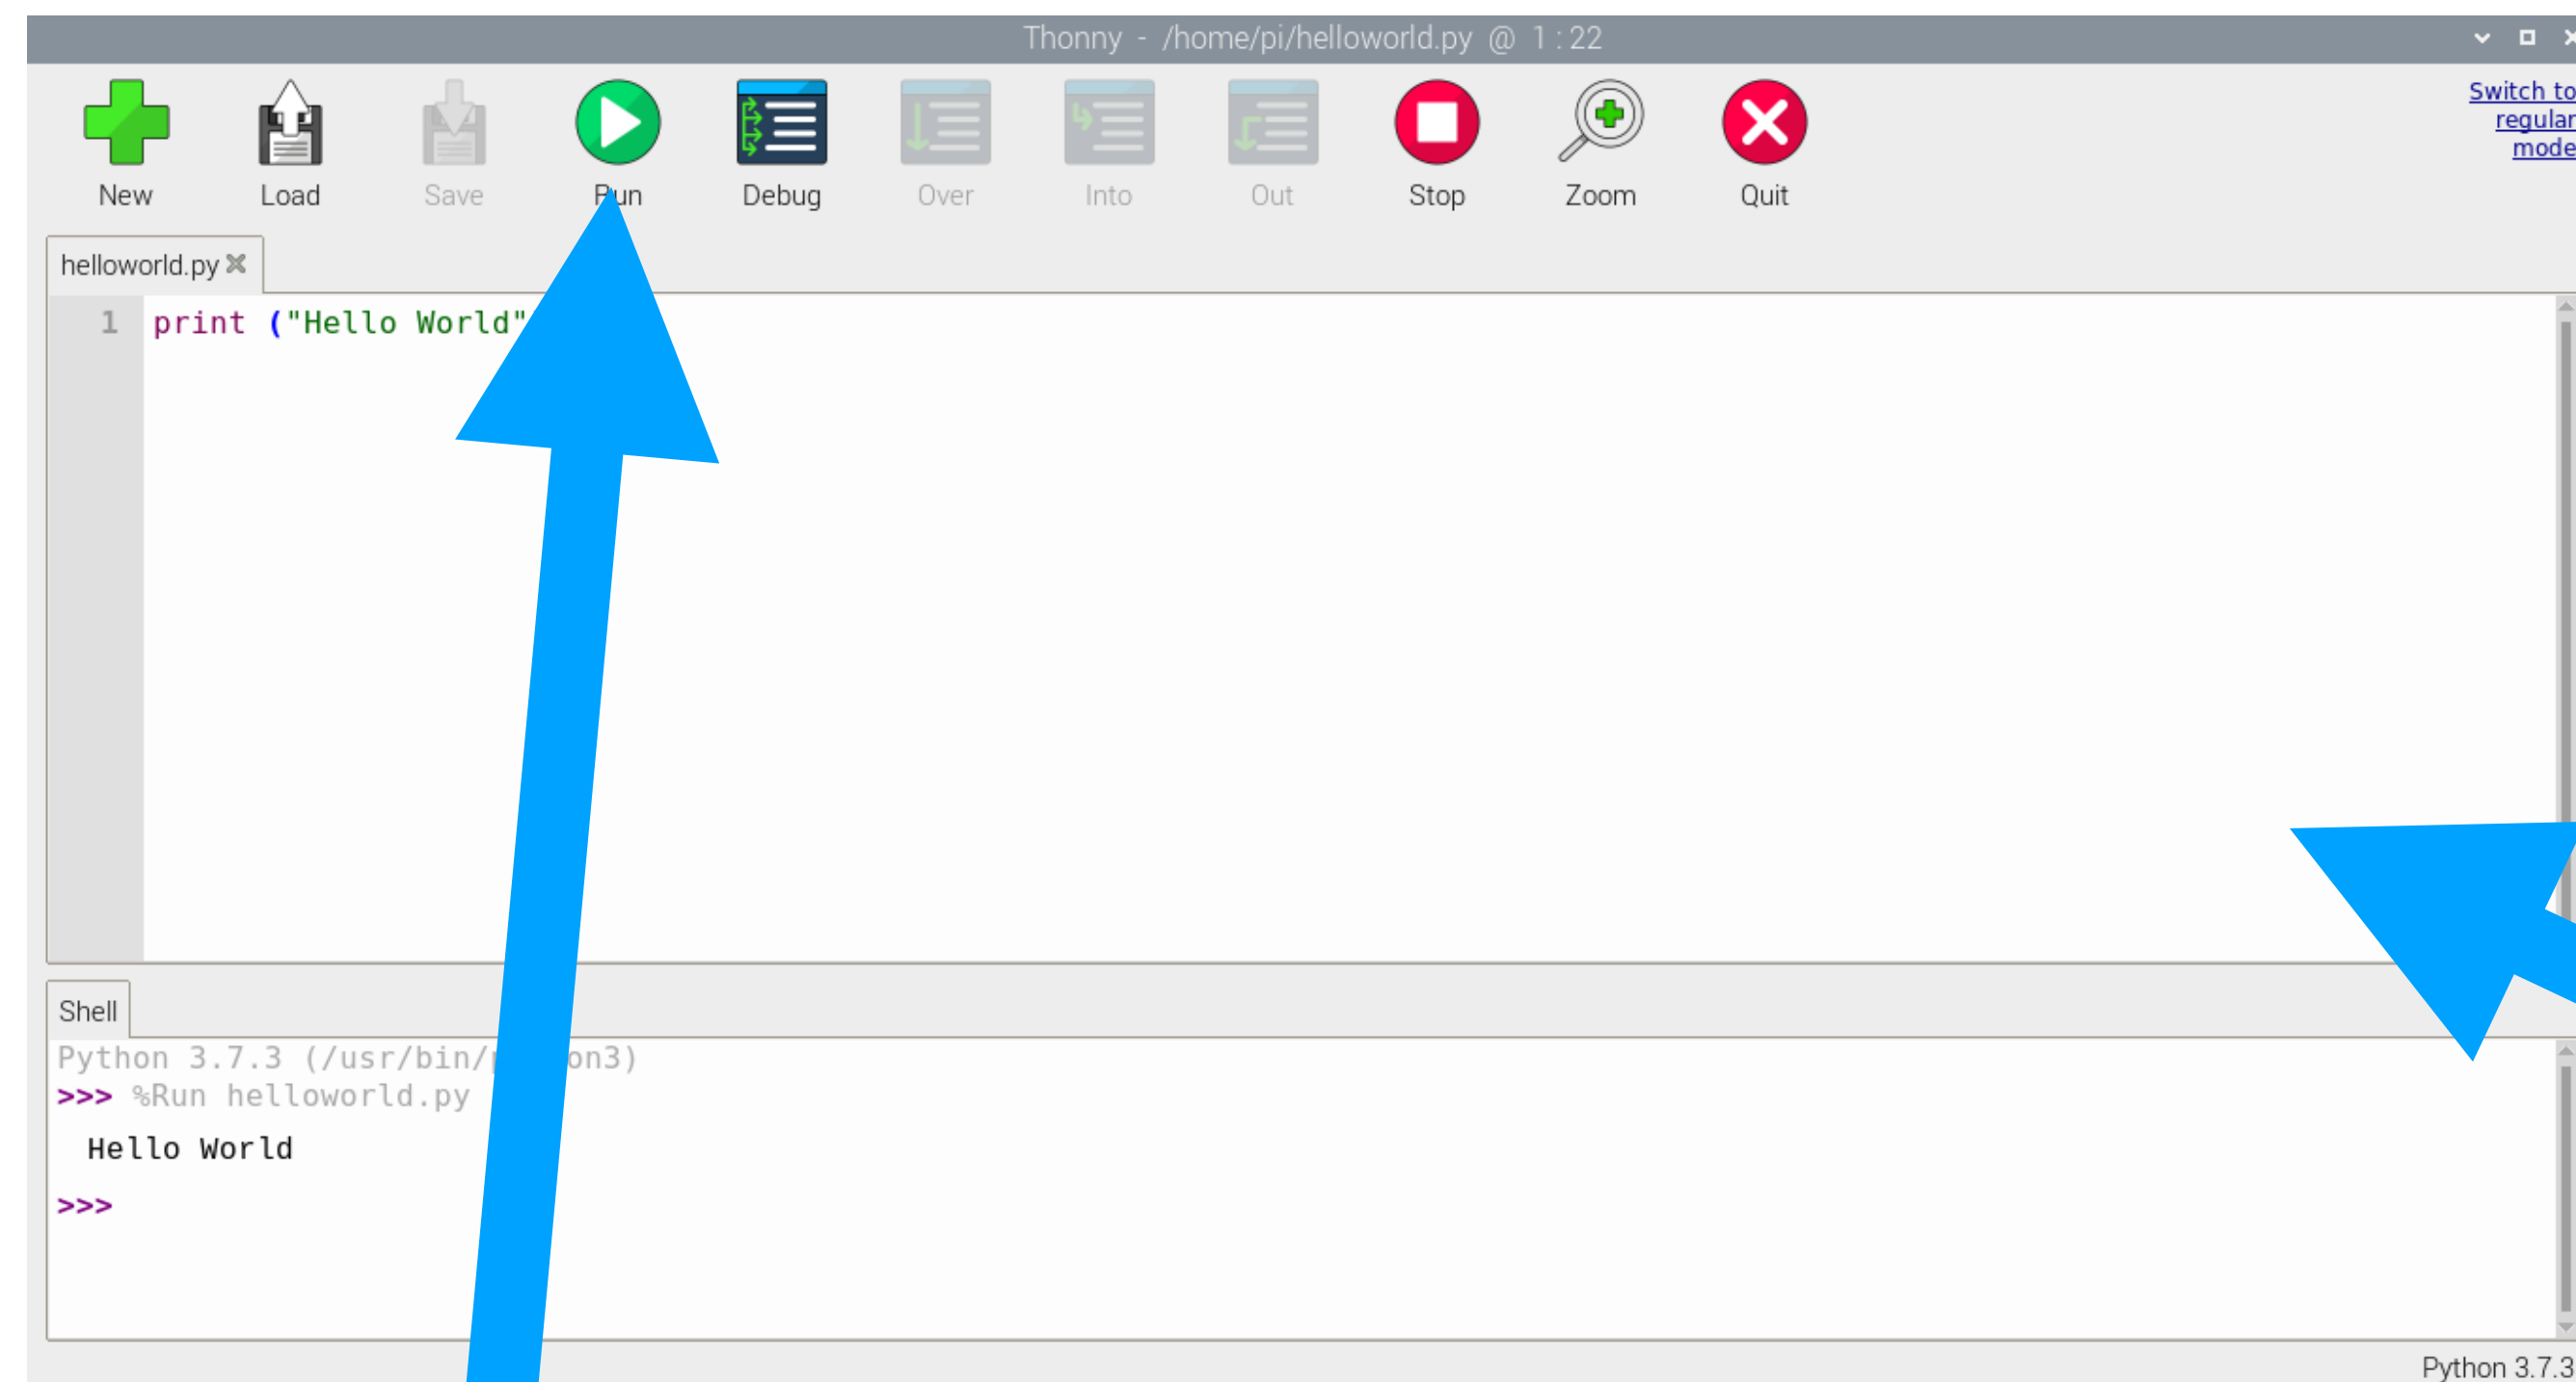 Thonny - /home/pi/helloworld.py @ 1 : 22
Switch to
regular
mode
New Load Save Run Debug Over Into Out Stop Zoom Quit
helloworld.py
1 print ("Hello World"
Shell
Python 3.7.3 (/usr/bin/python3)
>>> %Run helloworld.py
Hello World
>>>
Python 3.7.3